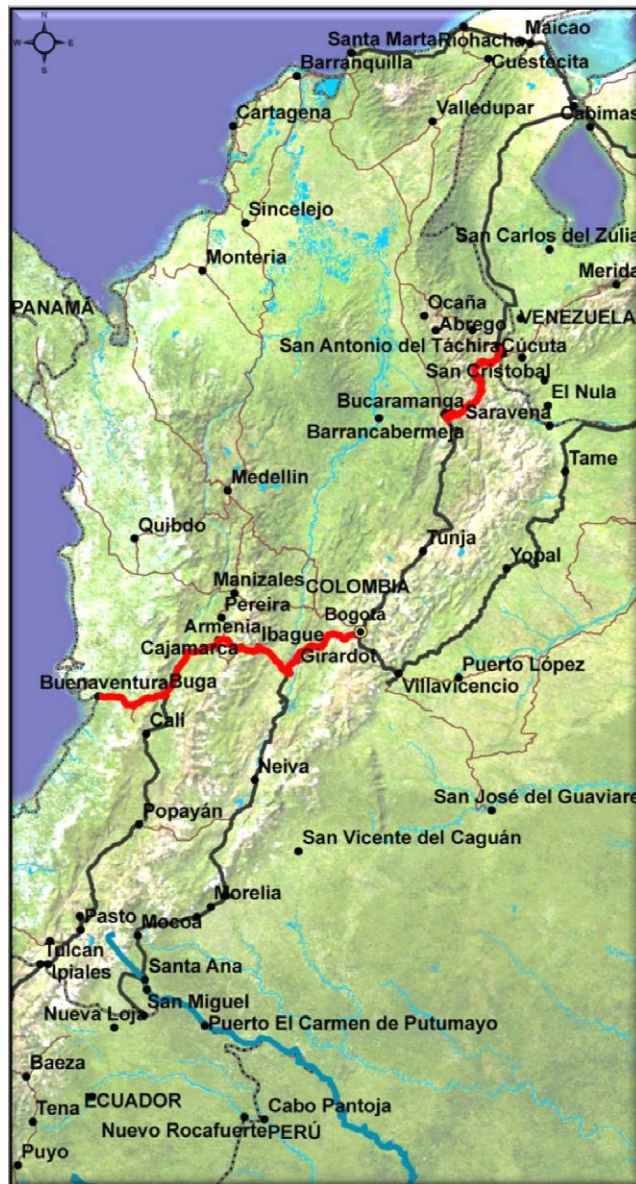 N
W E
S
Santa Marta
Riohacha
Maicao
Barranquilla
Cuestecita
Cartagena
Valledupar
Cabimas
Sincelejo
San Carlos del Zulia
Monteria
Merida
PANAMÁ
Ocaña
VENEZUELA
Abrego
San Antonio del Táchira
Cúcuta
San Cristobal
El Nula
Bucaramanga
Saravena
Barrancabermeja
Tame
Medellin
Quibdo
Tunja
Yopal
Manizales
COLOMBIA
Pereira
Bogota
Armenia
Ibague
Cajamarca
Girardot
Puerto López
Buenaventura
Buga
Villavicencio
Cali
Neiva
San José del Guaviare
Popayán
San Vicente del Caguán
Morelia
Pasto
Mocoa
Tulcan
Ipiales
Santa Ana
San Miguel
Nueva Loja
Puerto El Carmen de Putumayo
Baeza
ECUADOR
Tena
Cabo Pantoja
Nuevo Rocafuerte
PERÚ
Puyo